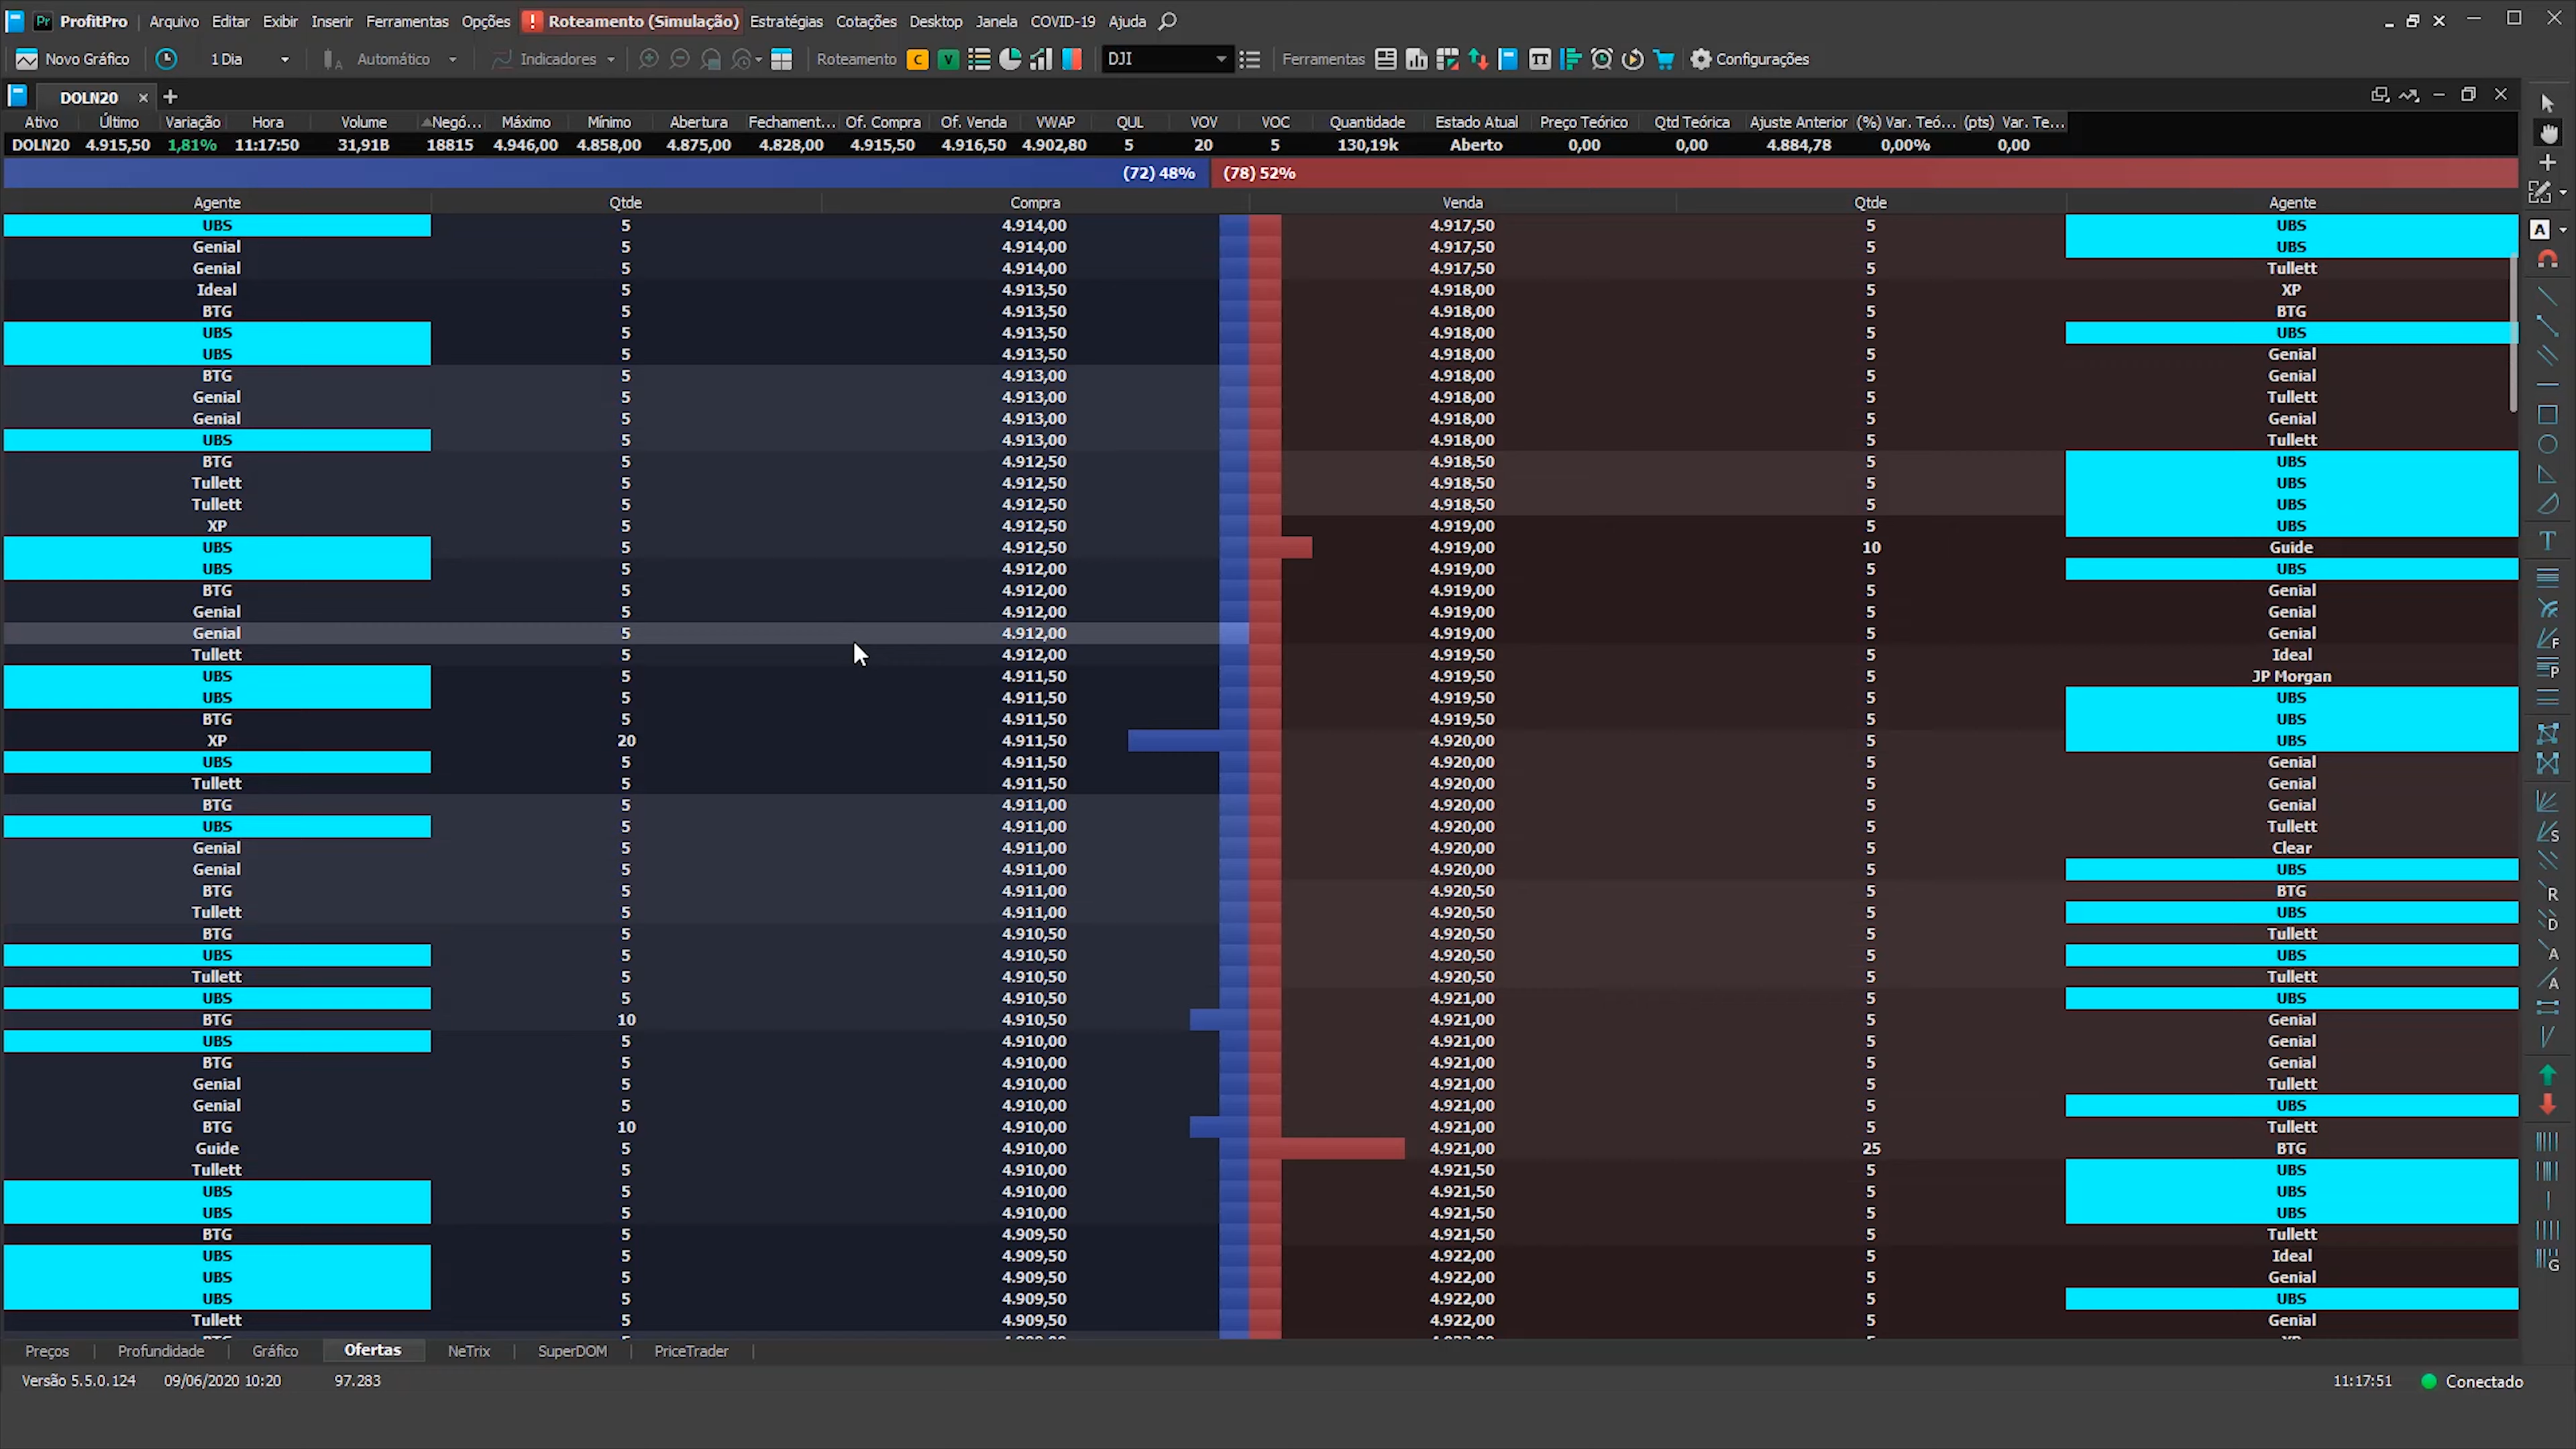 Pr ProfitPro Arquivo Editar Exibir Inserir Ferramentas Opções ! Roteamento (Simulação) Estratégias Cotações Desktop Janela COVID-19 Ajuda
Novo Gráfico 1 Dia Automático Indicadores Roteamento C V DJI Ferramentas TT Configurações
DOLN20 × +
Ativo Último Variação Hora Volume Negó... Máximo Mínimo Abertura Fechament... Of. Compra Of. Venda VWAP QUL VOV VOC Quantidade Estado Atual Preço Teórico Qtd Teórica Ajuste Anterior (%) Var. Teó... (pts) Var. Te...
DOLN20 4.915,50 1,81% 11:17:50 31,91B 18815 4.946,00 4.858,00 4.875,00 4.828,00 4.915,50 4.916,50 4.902,80 5 20 5 130,19k Aberto 0,00 0,00 4.884,78 0,00% 0,00
(72) 48% (78) 52%
Agente Qtde Compra Venda Qtde Agente
UBS 5 4.914,00 4.917,50 5 UBS
Genial 5 4.914,00 4.917,50 5 UBS
Genial 5 4.914,00 4.917,50 5 Tullett
Ideal 5 4.913,50 4.918,00 5 XP
BTG 5 4.913,50 4.918,00 5 BTG
UBS 5 4.913,50 4.918,00 5 UBS
UBS 5 4.913,50 4.918,00 5 Genial
BTG 5 4.913,00 4.918,00 5 Genial
Genial 5 4.913,00 4.918,00 5 Tullett
Genial 5 4.913,00 4.918,00 5 Genial
UBS 5 4.913,00 4.918,00 5 Tullett
BTG 5 4.912,50 4.918,50 5 UBS
Tullett 5 4.912,50 4.918,50 5 UBS
Tullett 5 4.912,50 4.918,50 5 UBS
XP 5 4.912,50 4.919,00 5 UBS
UBS 5 4.912,50 4.919,00 10 Guide
UBS 5 4.912,00 4.919,00 5 UBS
BTG 5 4.912,00 4.919,00 5 Genial
Genial 5 4.912,00 4.919,00 5 Genial
Genial 5 4.912,00 4.919,00 5 Genial
Tullett 5 4.912,00 4.919,50 5 Ideal
UBS 5 4.911,50 4.919,50 5 JP Morgan
UBS 5 4.911,50 4.919,50 5 UBS
BTG 5 4.911,50 4.919,50 5 UBS
XP 20 4.911,50 4.920,00 5 UBS
UBS 5 4.911,50 4.920,00 5 Genial
Tullett 5 4.911,50 4.920,00 5 Genial
BTG 5 4.911,00 4.920,00 5 Genial
UBS 5 4.911,00 4.920,00 5 Tullett
Genial 5 4.911,00 4.920,00 5 Clear
Genial 5 4.911,00 4.920,00 5 UBS
BTG 5 4.911,00 4.920,50 5 BTG
Tullett 5 4.911,00 4.920,50 5 UBS
BTG 5 4.910,50 4.920,50 5 Tullett
UBS 5 4.910,50 4.920,50 5 UBS
Tullett 5 4.910,50 4.920,50 5 Tullett
UBS 5 4.910,50 4.921,00 5 UBS
BTG 10 4.910,50 4.921,00 5 Genial
UBS 5 4.910,00 4.921,00 5 Genial
BTG 5 4.910,00 4.921,00 5 Genial
Genial 5 4.910,00 4.921,00 5 Tullett
Genial 5 4.910,00 4.921,00 5 UBS
BTG 10 4.910,00 4.921,00 5 Tullett
Guide 5 4.910,00 4.921,00 25 BTG
Tullett 5 4.910,00 4.921,50 5 UBS
UBS 5 4.910,00 4.921,50 5 UBS
UBS 5 4.910,00 4.921,50 5 UBS
BTG 5 4.909,50 4.921,50 5 Tullett
UBS 5 4.909,50 4.922,00 5 Ideal
UBS 5 4.909,50 4.922,00 5 Genial
UBS 5 4.909,50 4.922,00 5 UBS
Tullett 5 4.909,50 4.922,00 5 Genial
Preços Profundidade Gráfico Ofertas NeTrix SuperDOM PriceTrader
Versão 5.5.0.124 09/06/2020 10:20 97.283 11:17:51 Conectado